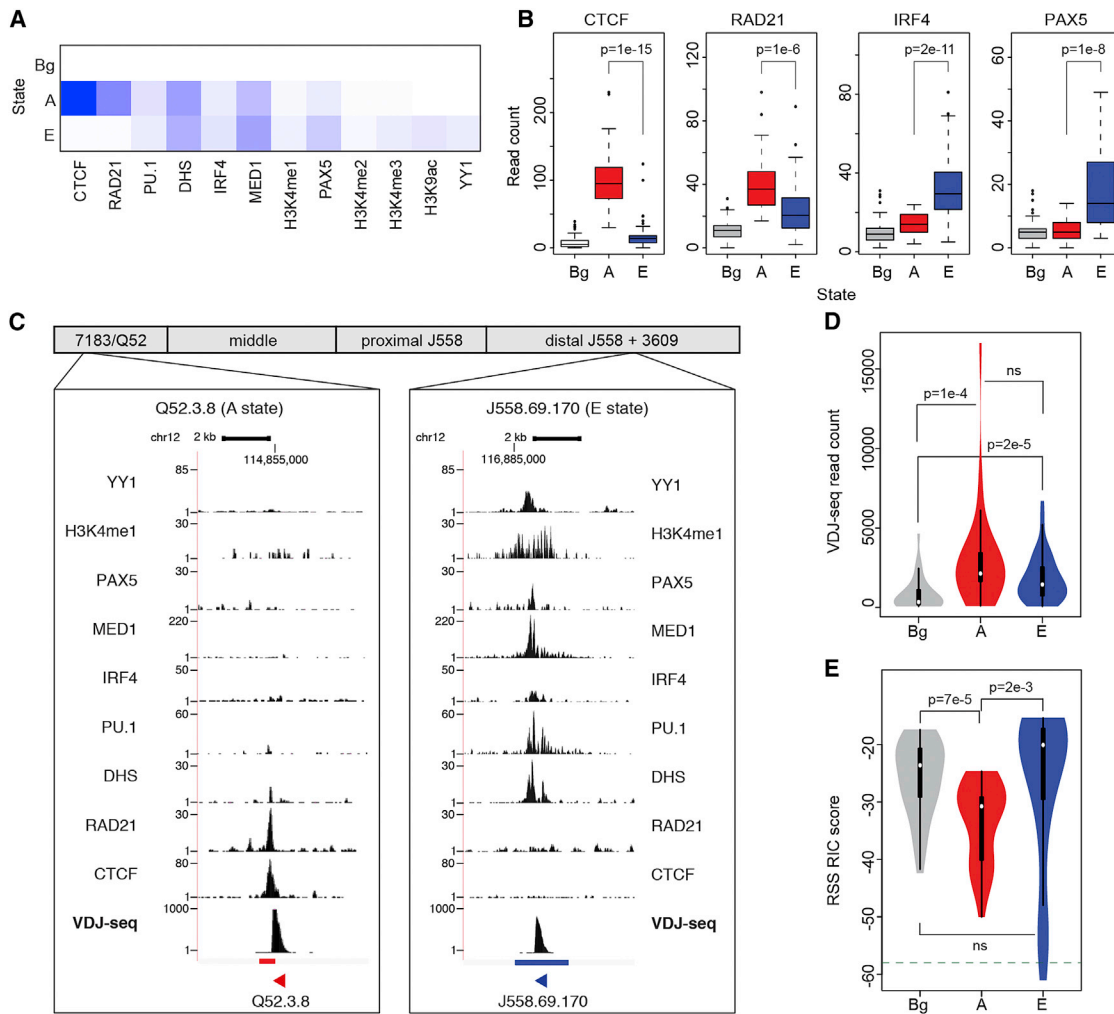 A
Bg
A
E
State
CTCF
RAD21
PU.1
DHS
IRF4
MED1
H3K4me1
PAX5
H3K4me2
H3K4me3
H3K9ac
YY1
B
CTCF
RAD21
IRF4
PAX5
p=1e-15
p=1e-6
p=2e-11
p=1e-8
Read count
200
100
0
120
80
40
0
80
40
0
60
40
20
0
Bg A E
Bg A E
Bg A E
Bg A E
State
C
7183/Q52 middle proximal J558 distal J558 + 3609
Q52.3.8 (A state)
chr12 2 kb
114,855,000
YY1 85 1
H3K4me1 30 1
PAX5 30 1
MED1 220 1
IRF4 50 1
PU.1 60 1
DHS 30 1
RAD21 30 1
CTCF 80 1
VDJ-seq 1000 1
Q52.3.8
J558.69.170 (E state)
chr12 2 kb
116,885,000
85 1 YY1
30 1 H3K4me1
30 1 PAX5
220 1 MED1
50 1 IRF4
60 1 PU.1
30 1 DHS
30 1 RAD21
80 1 CTCF
1000 1 VDJ-seq
J558.69.170
D
VDJ-seq read count
15000
10000
5000
0
ns
p=1e-4
p=2e-5
Bg A E
E
RSS RIC score
-20
-30
-40
-50
-60
p=7e-5
p=2e-3
ns
Bg A E